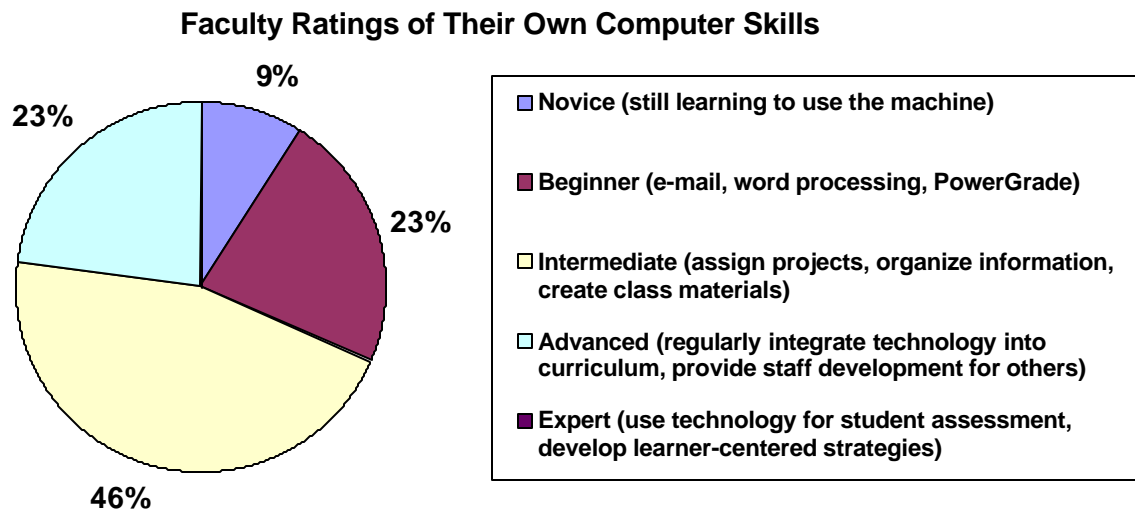 Faculty Ratings of Their Own Computer Skills
9%
23%
23%
46%
Novice (still learning to use the machine)
Beginner (e-mail, word processing, PowerGrade)
Intermediate (assign projects, organize information,
create class materials)
Advanced (regularly integrate technology into
curriculum, provide staff development for others)
Expert (use technology for student assessment,
develop learner-centered strategies)